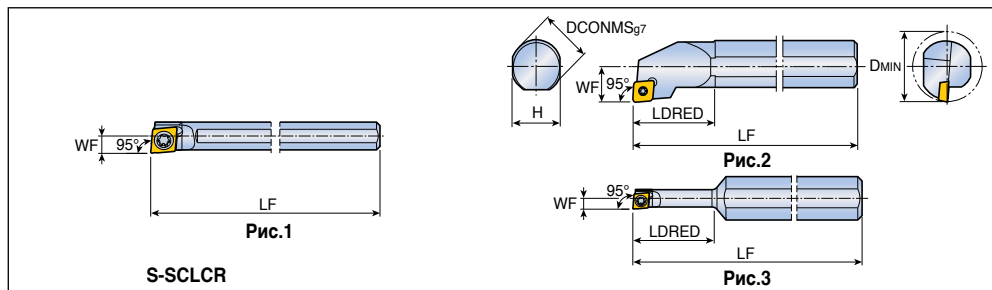 DCONMSg7
H
WF
95°
LF
Рис.1
S-SCLCR
WF
95°
LDRED
LF
Рис.2
DMIN
95°
WF
LDRED
LF
Рис.3